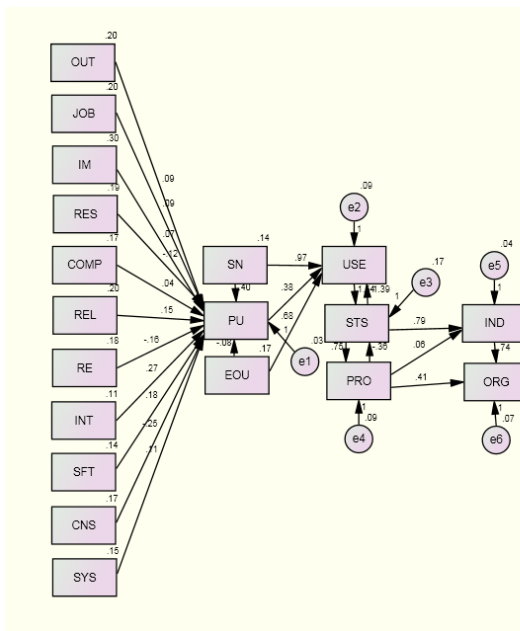 .20
OUT
.20
JOB
.30
IM
.19
RES
.17
COMP
.20
REL
.18
RE
.11
INT
.14
SFT
.17
CNS
.15
SYS
.09
.09
-.12
.04
.15
-.16
.27
.18
-.25
.11
.14
SN
.40
PU
-.08
EOU
.17
.97
.38
.68
1
e1
.09
e2
1
USE
1.39
.17
e3
1
STS
.03
.75
-.36
PRO
1
.09
e4
.79
.06
.41
.04
e5
1
IND
.74
ORG
1
.07
e6